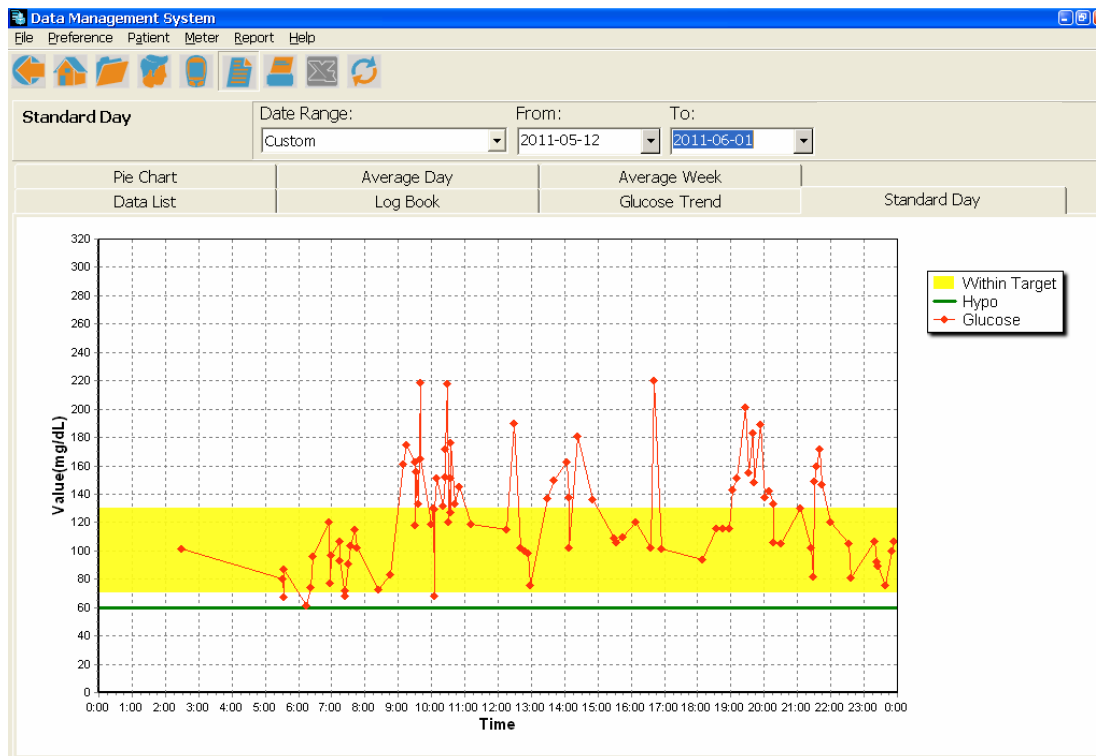 Data Management System
File Preference Patient Meter Report Help
Standard Day
Date Range: From: To:
Custom 2011-05-12 2011-06-01
Pie Chart Average Day Average Week
Data List Log Book Glucose Trend Standard Day
320
300
280
260
240
220
200
180
160
140
120
100
80
60
40
20
0
Value(mg/dL)
0:00 1:00 2:00 3:00 4:00 5:00 6:00 7:00 8:00 9:00 10:00 11:00 12:00 13:00 14:00 15:00 16:00 17:00 18:00 19:00 20:00 21:00 22:00 23:00 0:00
Time
Within Target
Hypo
Glucose